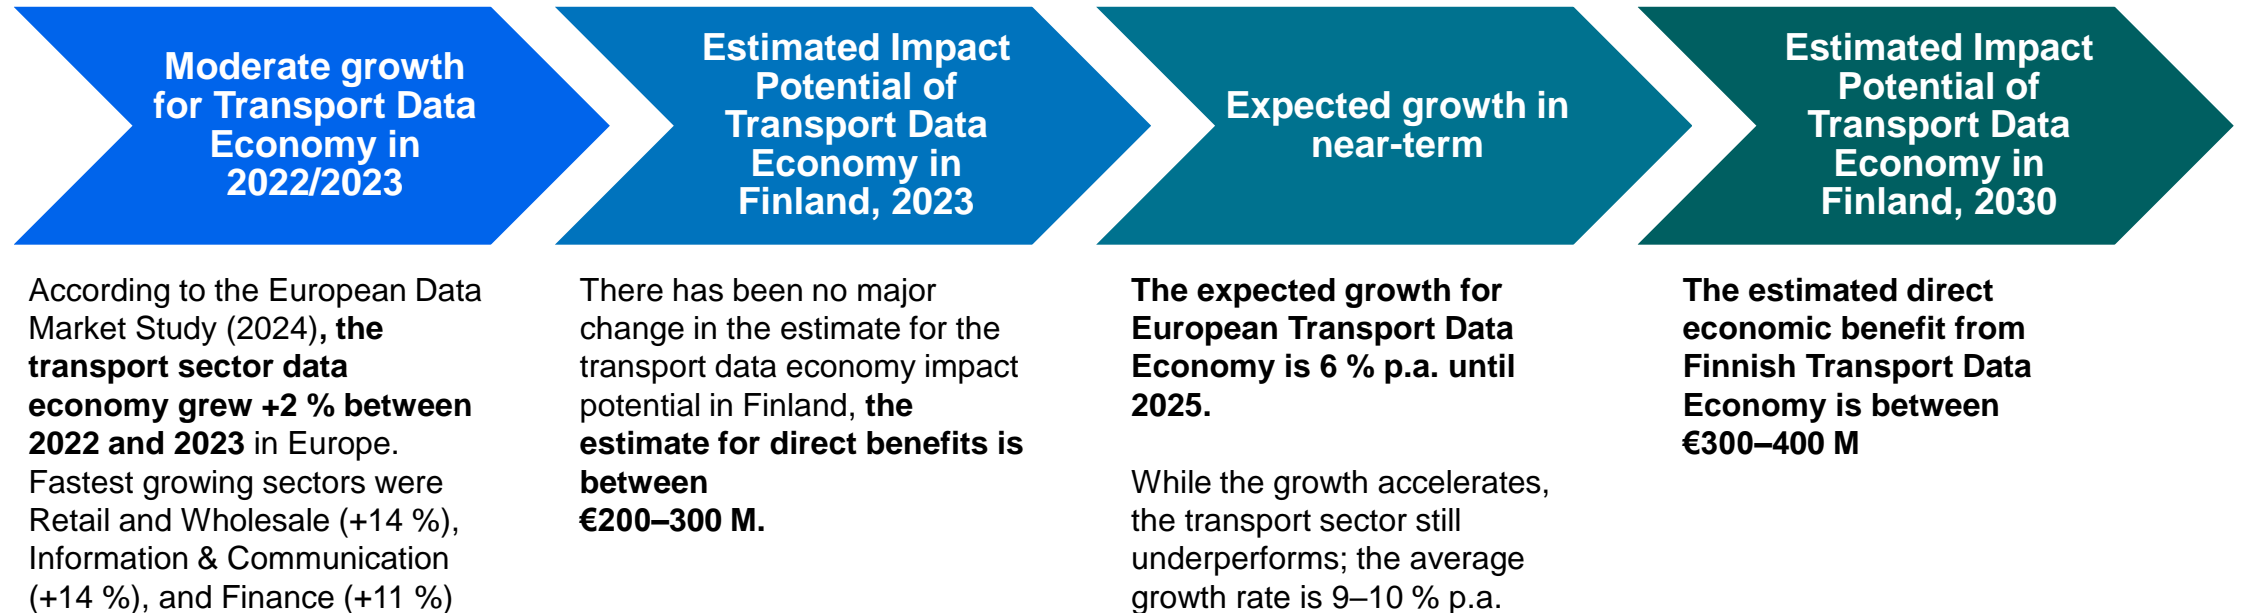 Moderate growth
for Transport Data
Economy in
2022/2023
Estimated Impact
Potential of
Transport Data
Economy in
Finland, 2023
Expected growth in
near-term
Estimated Impact
Potential of
Transport Data
Economy in
Finland, 2030
According to the European Data
Market Study (2024), the
transport sector data
economy grew +2 % between
2022 and 2023 in Europe.
Fastest growing sectors were
Retail and Wholesale (+14 %),
Information & Communication
(+14 %), and Finance (+11 %)
There has been no major
change in the estimate for the
transport data economy impact
potential in Finland, the
estimate for direct benefits is
between
€200–300 M.
The expected growth for
European Transport Data
Economy is 6 % p.a. until
2025.
While the growth accelerates,
the transport sector still
underperforms; the average
growth rate is 9–10 % p.a.
The estimated direct
economic benefit from
Finnish Transport Data
Economy is between
€300–400 M